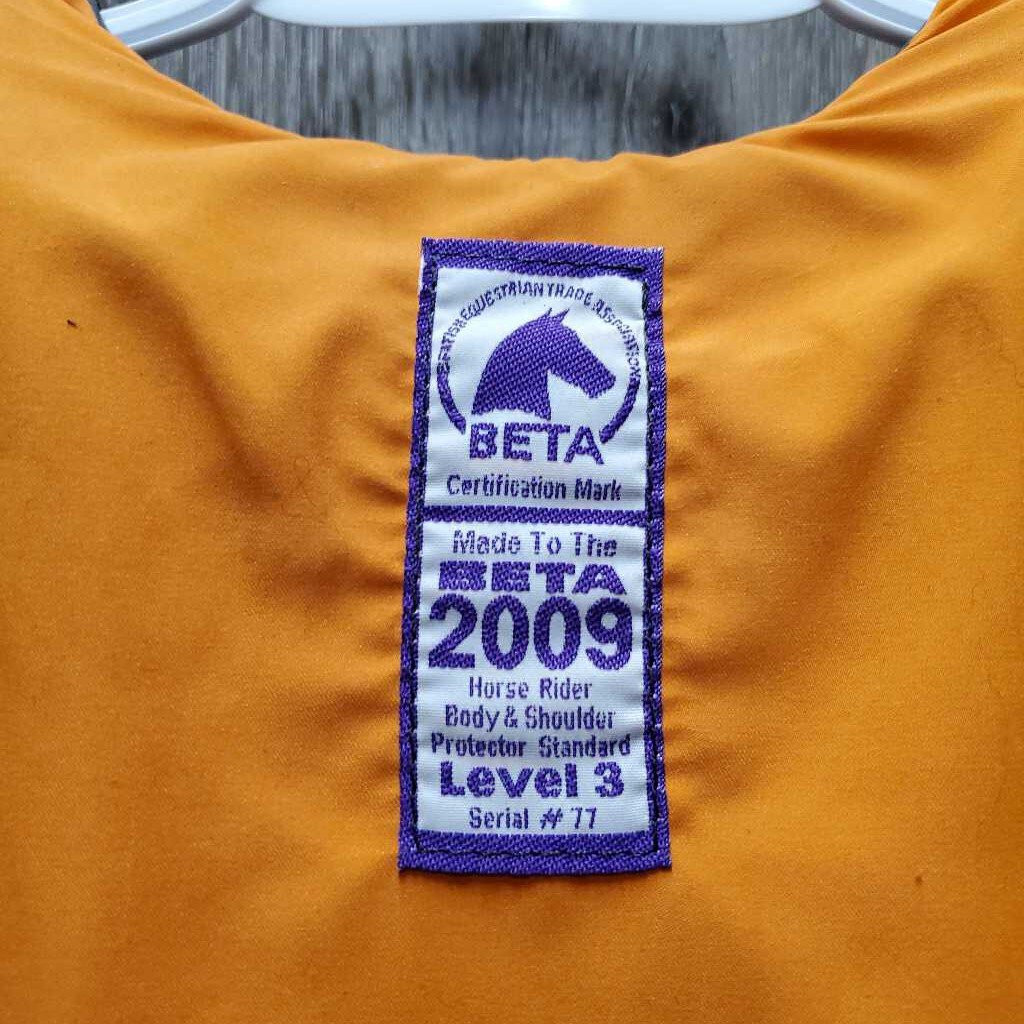 BRITISH EQUESTRIAN TRADE ASSOCIATION
BETA
Certification Mark
Made To The
BETA
2009
Horse Rider
Body & Shoulder
Protector Standard
Level 3
Serial # 77